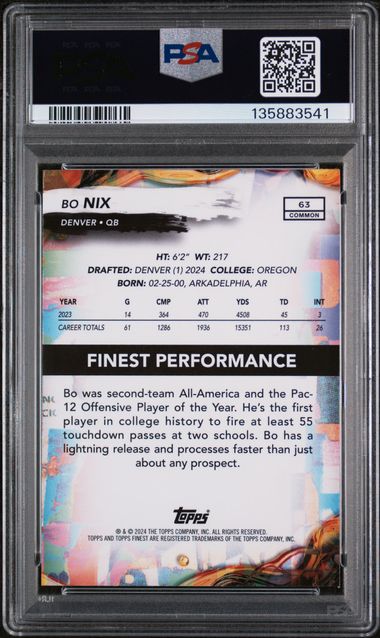 PSA
135883541
BO NIX
DENVER • QB
63
COMMON
HT: 6'2" WT: 217
DRAFTED: DENVER (1) 2024 COLLEGE: OREGON
BORN: 02-25-00, ARKADELPHIA, AR
YEAR G CMP ATT YDS TD INT
2023 14 364 470 4508 45 3
CAREER TOTALS 61 1286 1936 15351 113 26
FINEST PERFORMANCE
Bo was second-team All-America and the Pac-
12 Offensive Player of the Year. He's the first
player in college history to fire at least 55
touchdown passes at two schools. Bo has a
lightning release and processes faster than just
about any prospect.
Topps
® & © 2024 THE TOPPS COMPANY, INC. ALL RIGHTS RESERVED.
TOPPS AND TOPPS FINEST ARE REGISTERED TRADEMARKS OF THE TOPPS COMPANY, INC.